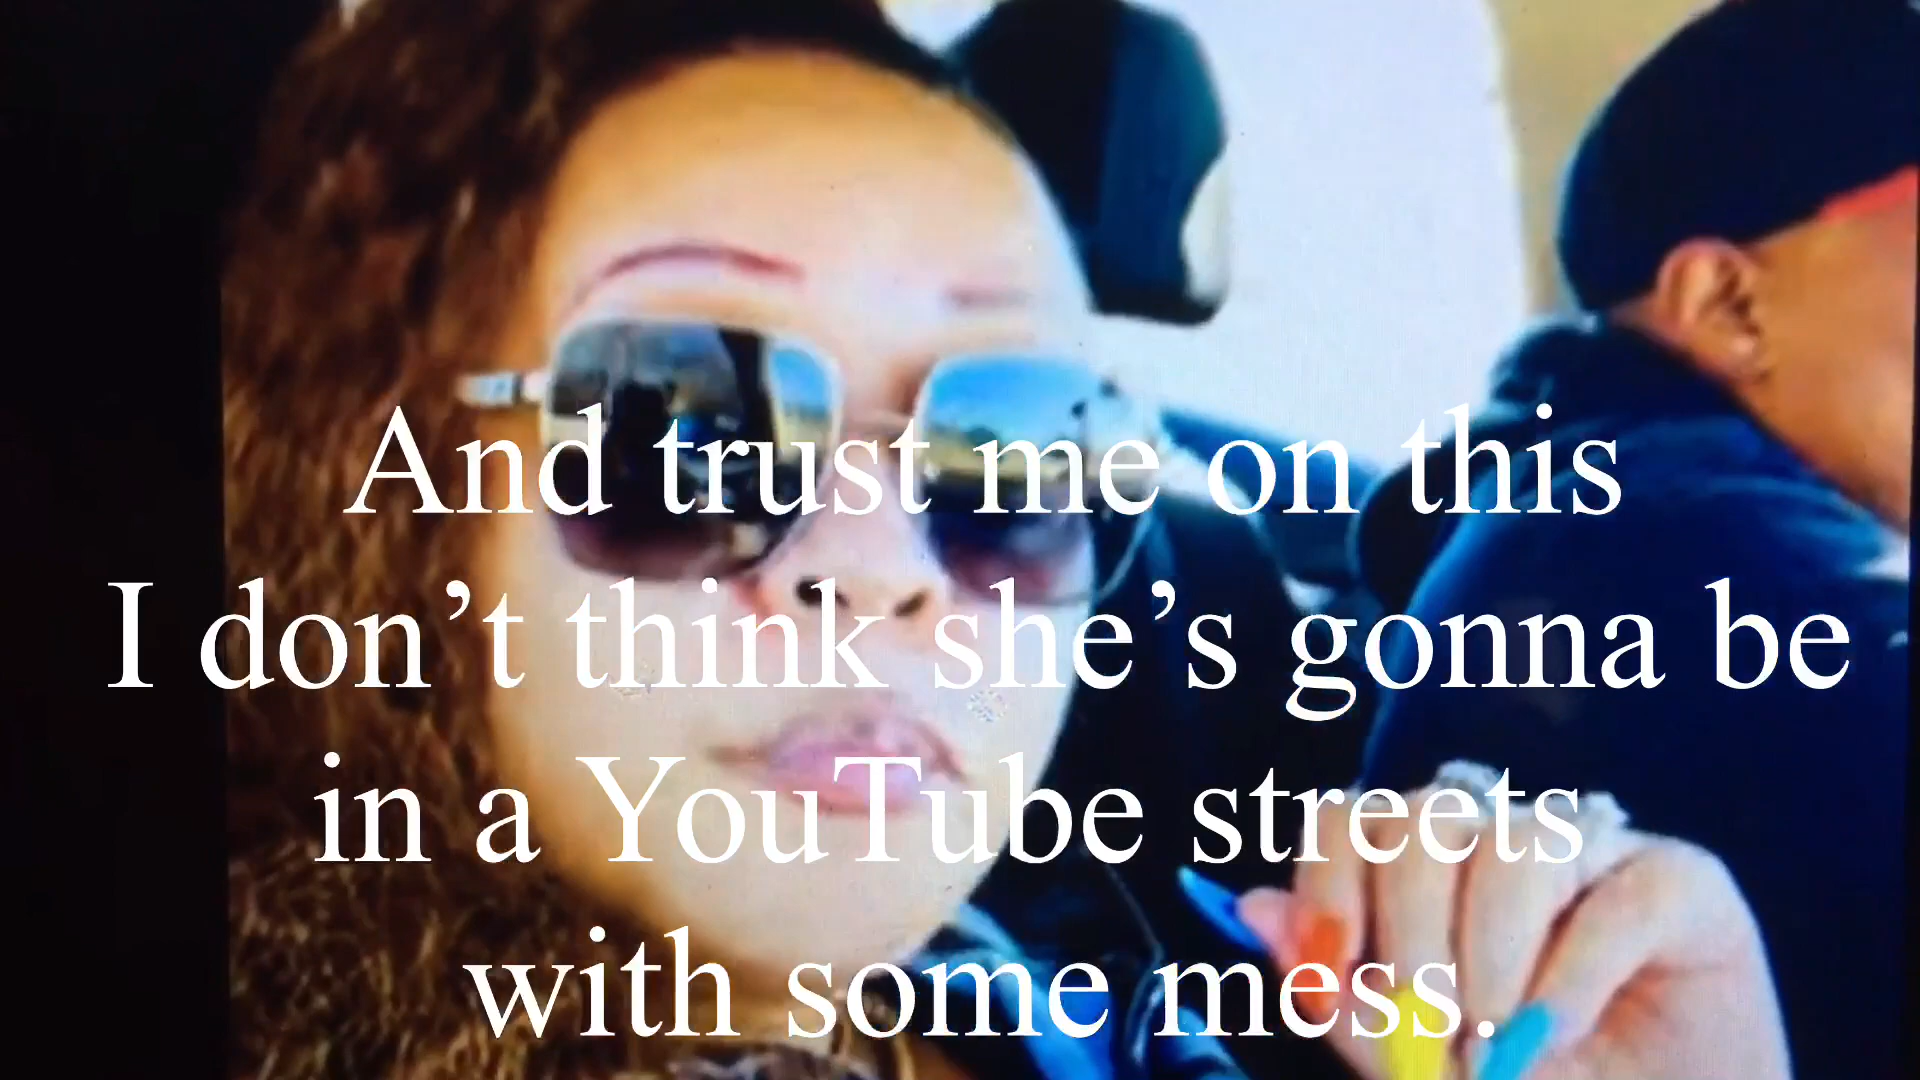 And trust me on this
I don’t think she’s gonna be
in a YouTube streets
with some mess.